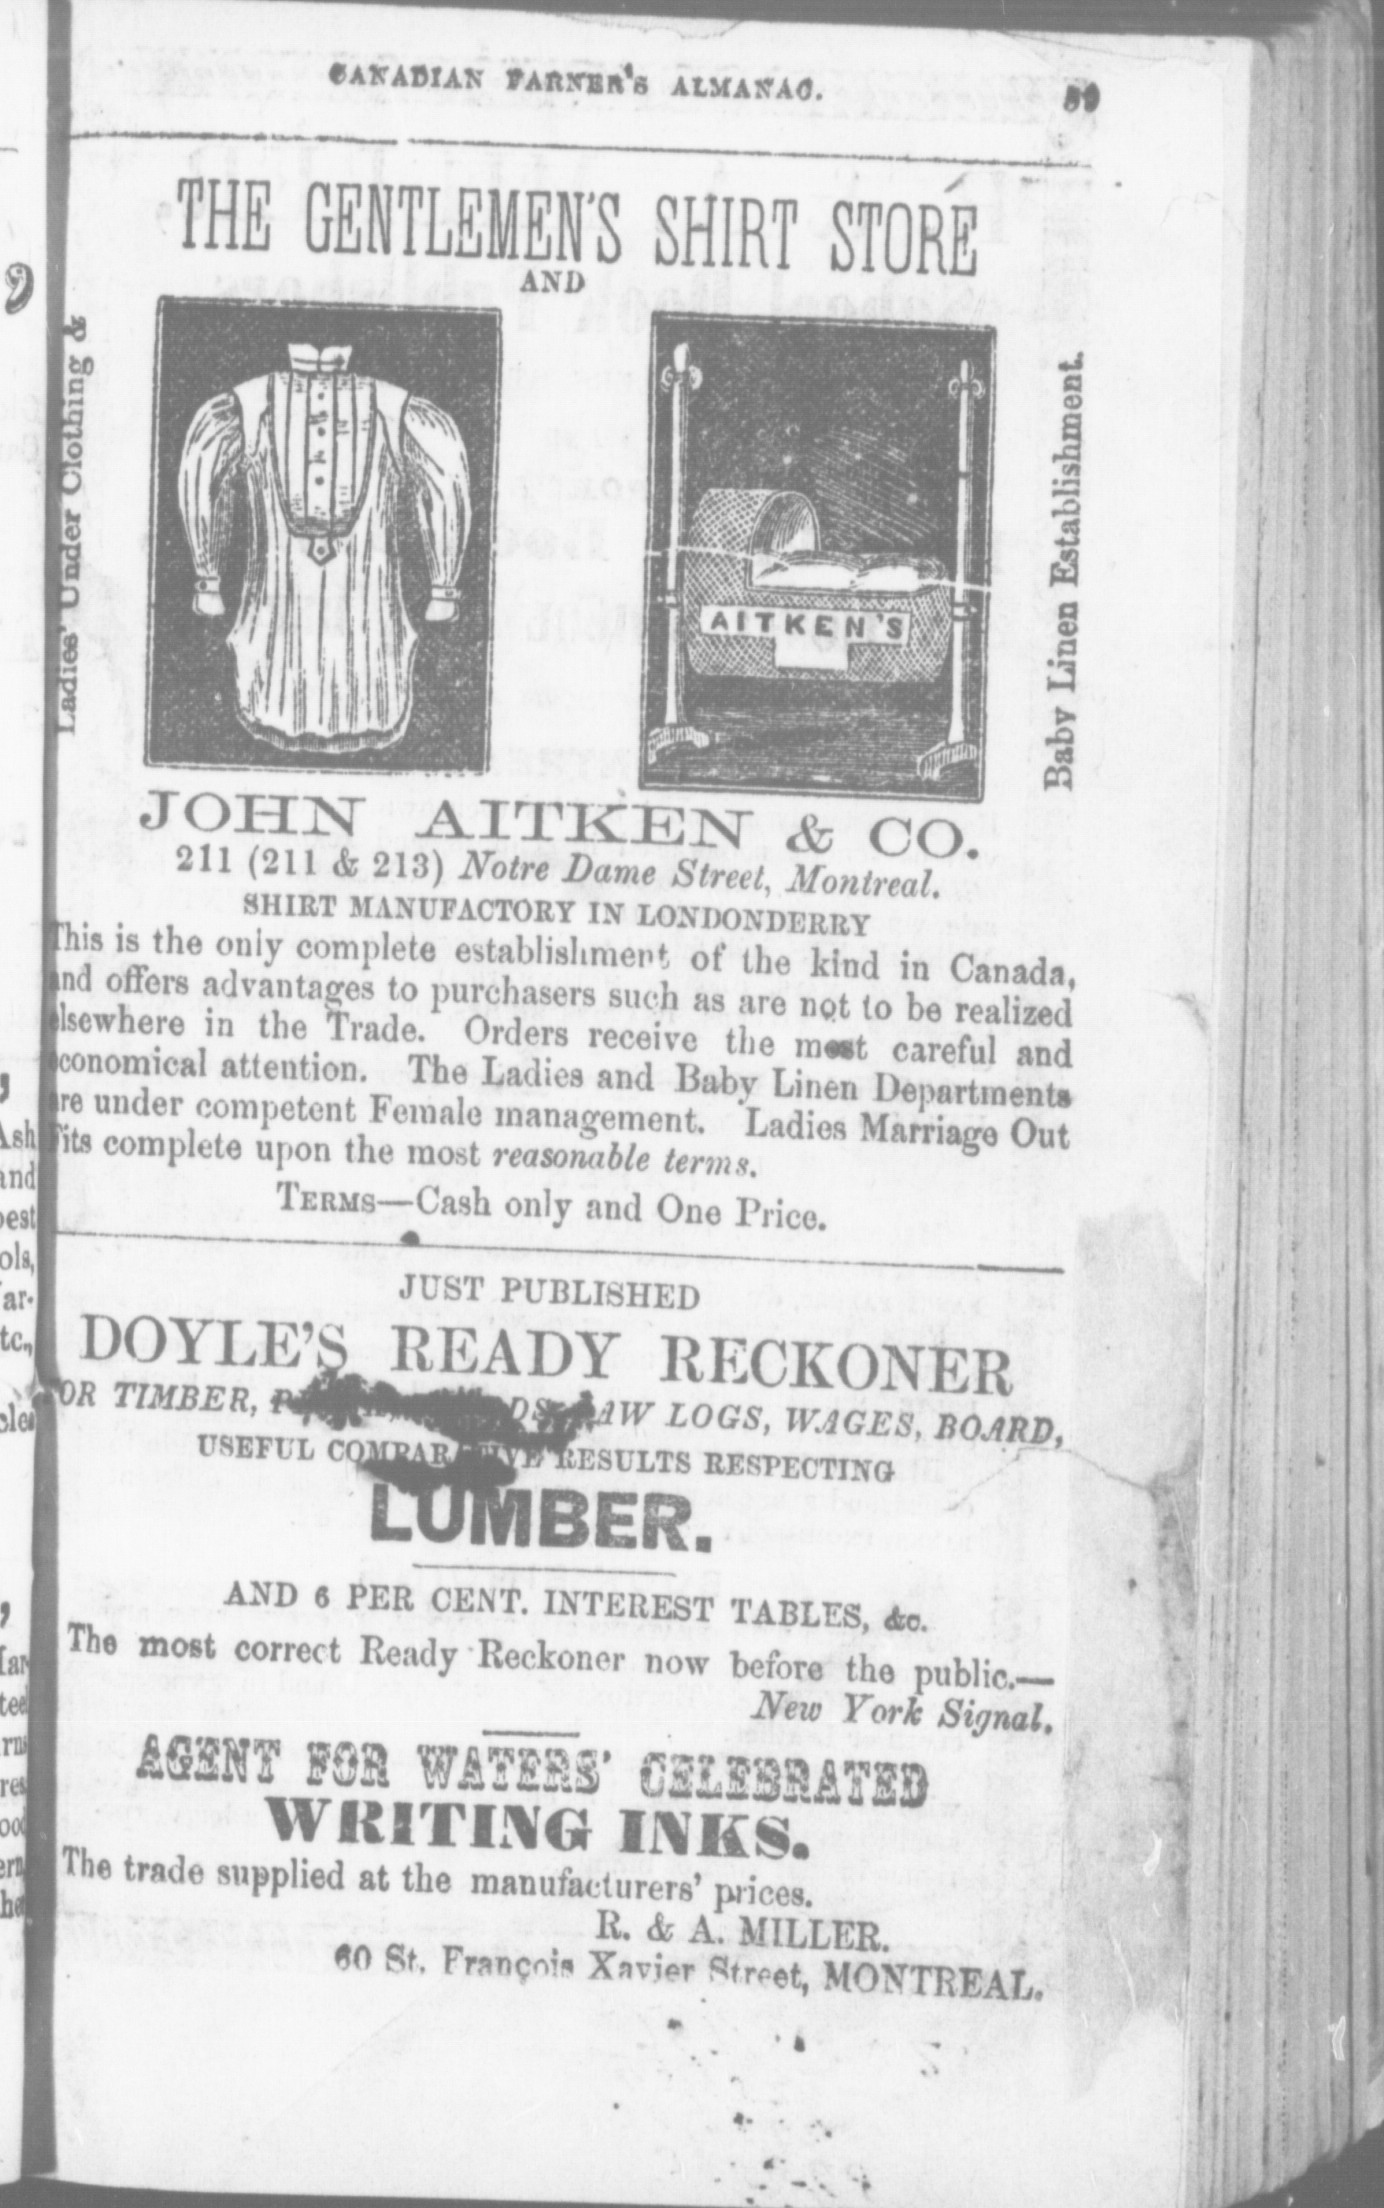 CANADIAN FARNER'S ALMANAC.
THE GENTLEMEN'S SHIRT STORE
AND
Ladies' Under Clothing &
AITKEN'S
Baby Linen Establishment.
JOHN AITKEN & CO.
211 (211 & 213) Notre Dame Street, Montreal.
SHIRT MANUFACTORY IN LONDONDERRY
This is the only complete establishment of the kind in Canada,
and offers advantages to purchasers such as are not to be realized
elsewhere in the Trade. Orders receive the most careful and
economical attention. The Ladies and Baby Linen Departments
are under competent Female management. Ladies Marriage Out
Fits complete upon the most reasonable terms.
TERMS—Cash only and One Price.
JUST PUBLISHED
DOYLE'S READY RECKONER
FOR TIMBER, SAW LOGS, WAGES, BOARD,
USEFUL COMPARATIVE RESULTS RESPECTING
LUMBER.
AND 6 PER CENT. INTEREST TABLES, &c.
The most correct Ready Reckoner now before the public.—
New York Signal.
AGENT FOR WATERS' CELEBRATED
WRITING INKS.
The trade supplied at the manufacturers' prices.
R. & A. MILLER.
60 St. François Xavier Street, MONTREAL.